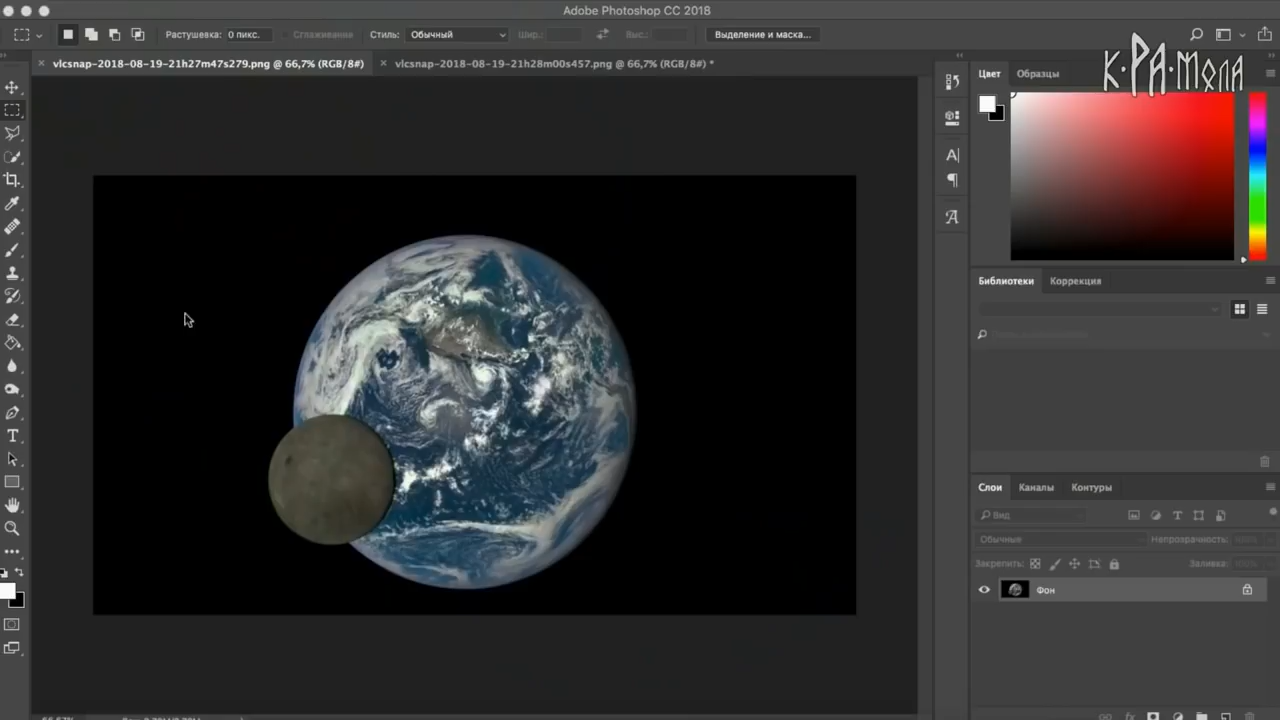 Adobe Photoshop CC 2018
Растушевка: 0 пикс. Сглаживание Стиль: Обычный Шир.: Выс.: Выделение и маска...
vlcsnap-2018-08-19-21h27m47s279.png @ 66,7% (RGB/8#) vlcsnap-2018-08-19-21h28m00s457.png @ 66,7% (RGB/8#) *
Цвет Образцы
К·РА·МОЛА
Библиотеки Коррекция
Слои Каналы Контуры
Вид
Обычные Непрозрачность: 100%
Закрепить: Заливка: 100%
Фон